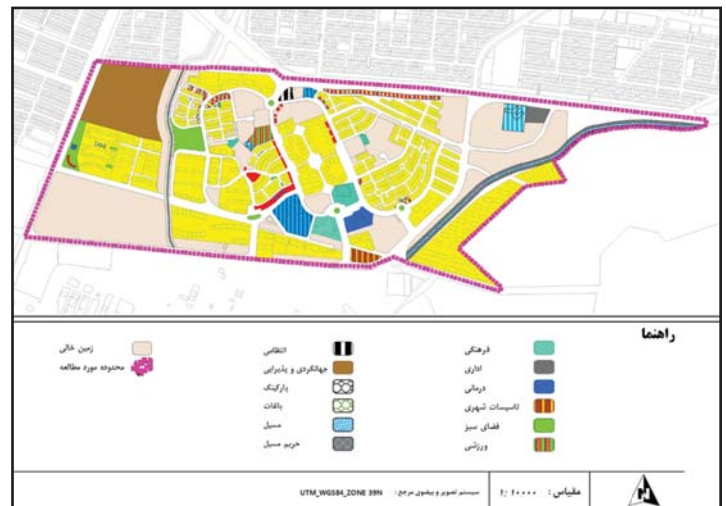 راهنما
فرهنگی
اداری
درمانی
تاسیسات شهری
فضای سبز
ورزشی
انتظامی
جهانگردی و پذیرایی
پارکینگ
باغات
مسیل
حریم مسیل
زمین خالی
محدوده مورد مطالعه
مقیاس : ۱:۱۰۰۰۰
سیستم تصویر و بیضوی مرجع: UTM_WGS84_ZONE 39N
N